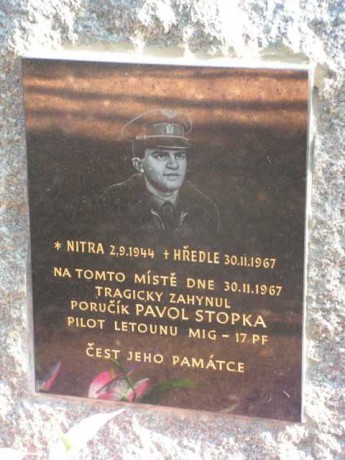 * NITRA 2.9.1944 † HŘEDLE 30.11.1967
NA TOMTO MÍSTĚ DNE 30.11.1967
TRAGICKY ZAHYNUL
PORUČÍK PAVOL STOPKA
PILOT LETOUNU MIG - 17 PF
ČEST JEHO PAMÁTCE